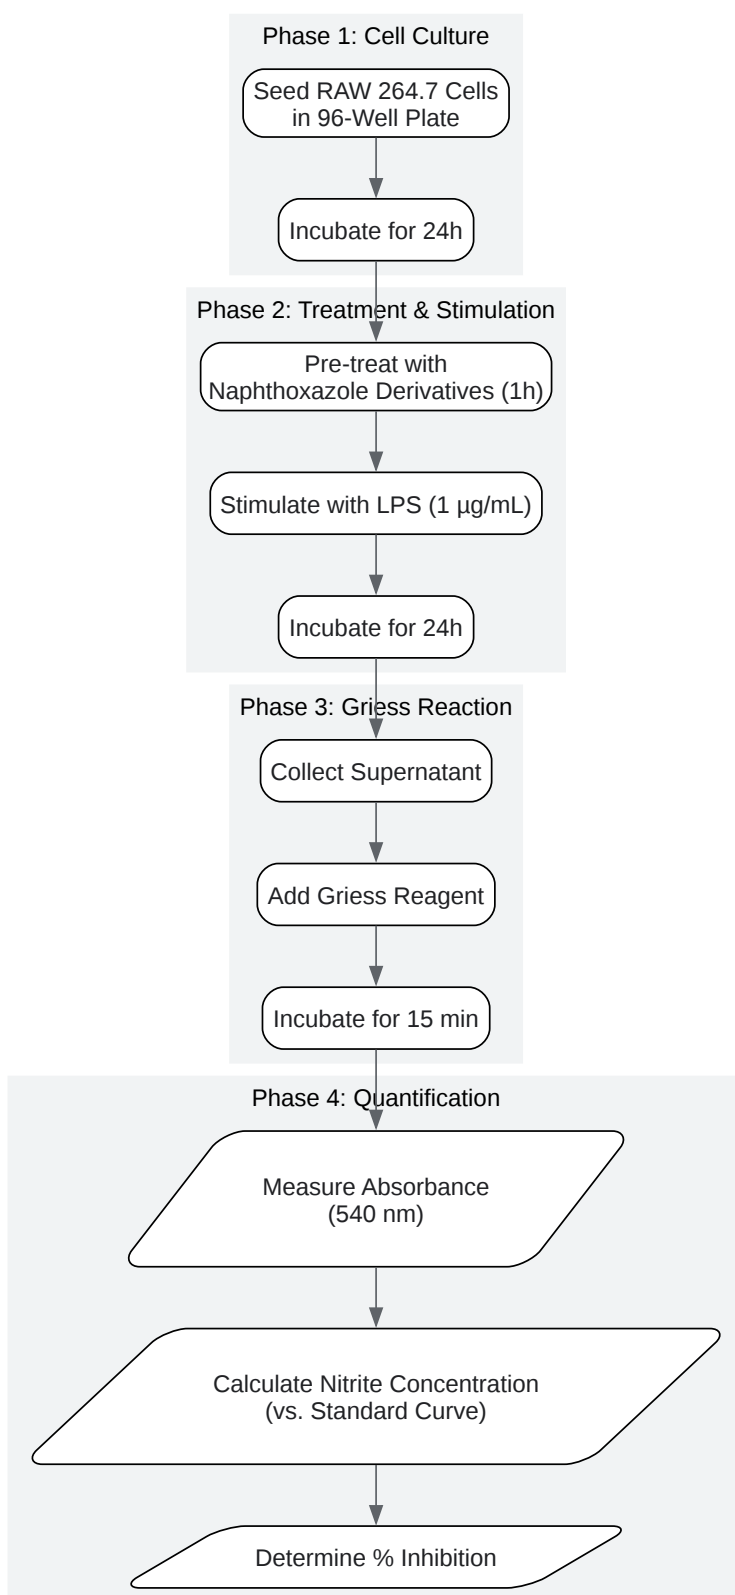 Phase 1: Cell Culture
Seed RAW 264.7 Cells
in 96-Well Plate
Incubate for 24h
Phase 2: Treatment & Stimulation
Pre-treat with
Naphthoxazole Derivatives (1h)
Stimulate with LPS (1 µg/mL)
Incubate for 24h
Phase 3: Griess Reaction
Collect Supernatant
Add Griess Reagent
Incubate for 15 min
Phase 4: Quantification
Measure Absorbance
(540 nm)
Calculate Nitrite Concentration
(vs. Standard Curve)
Determine % Inhibition